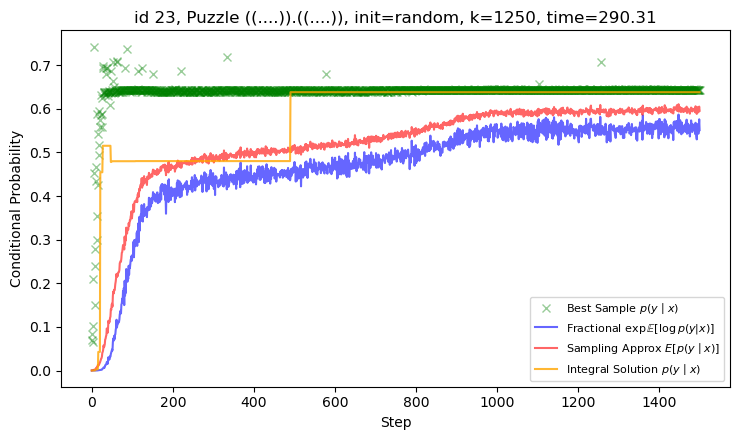 id 23, Puzzle ((....)).((....)), init=random, k=1250, time=290.31
Conditional Probability
0.7
0.6
0.5
0.4
0.3
0.2
0.1
0.0
Best Sample p(y | x)
Fractional exp𝔼[log p(y|x)]
Sampling Approx E[p(y | x)]
Integral Solution p(y | x)
0 200 400 600 800 1000 1200 1400
Step